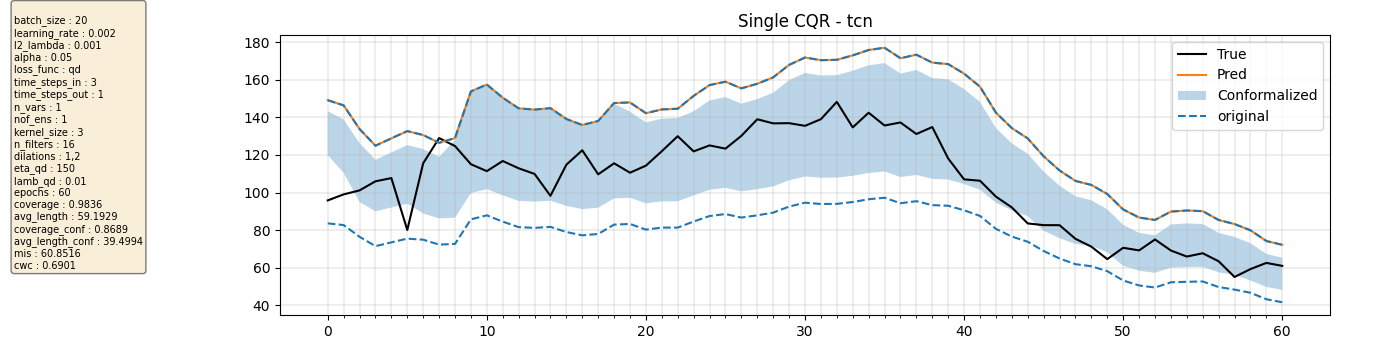 batch_size : 20
learning_rate : 0.002
l2_lambda : 0.001
alpha : 0.05
loss_func : qd
time_steps_in : 3
time_steps_out : 1
n_vars : 1
nof_ens : 1
kernel_size : 3
n_filters : 16
dilations : 1,2
eta_qd : 150
lamb_qd : 0.01
epochs : 60
coverage : 0.9836
avg_length : 59.1929
coverage_conf : 0.8689
avg_length_conf : 39.4994
mis : 60.8516
cwc : 0.6901
Single CQR - tcn
180
160
140
120
100
80
60
40
0 10 20 30 40 50 60
True
Pred
Conformalized
original